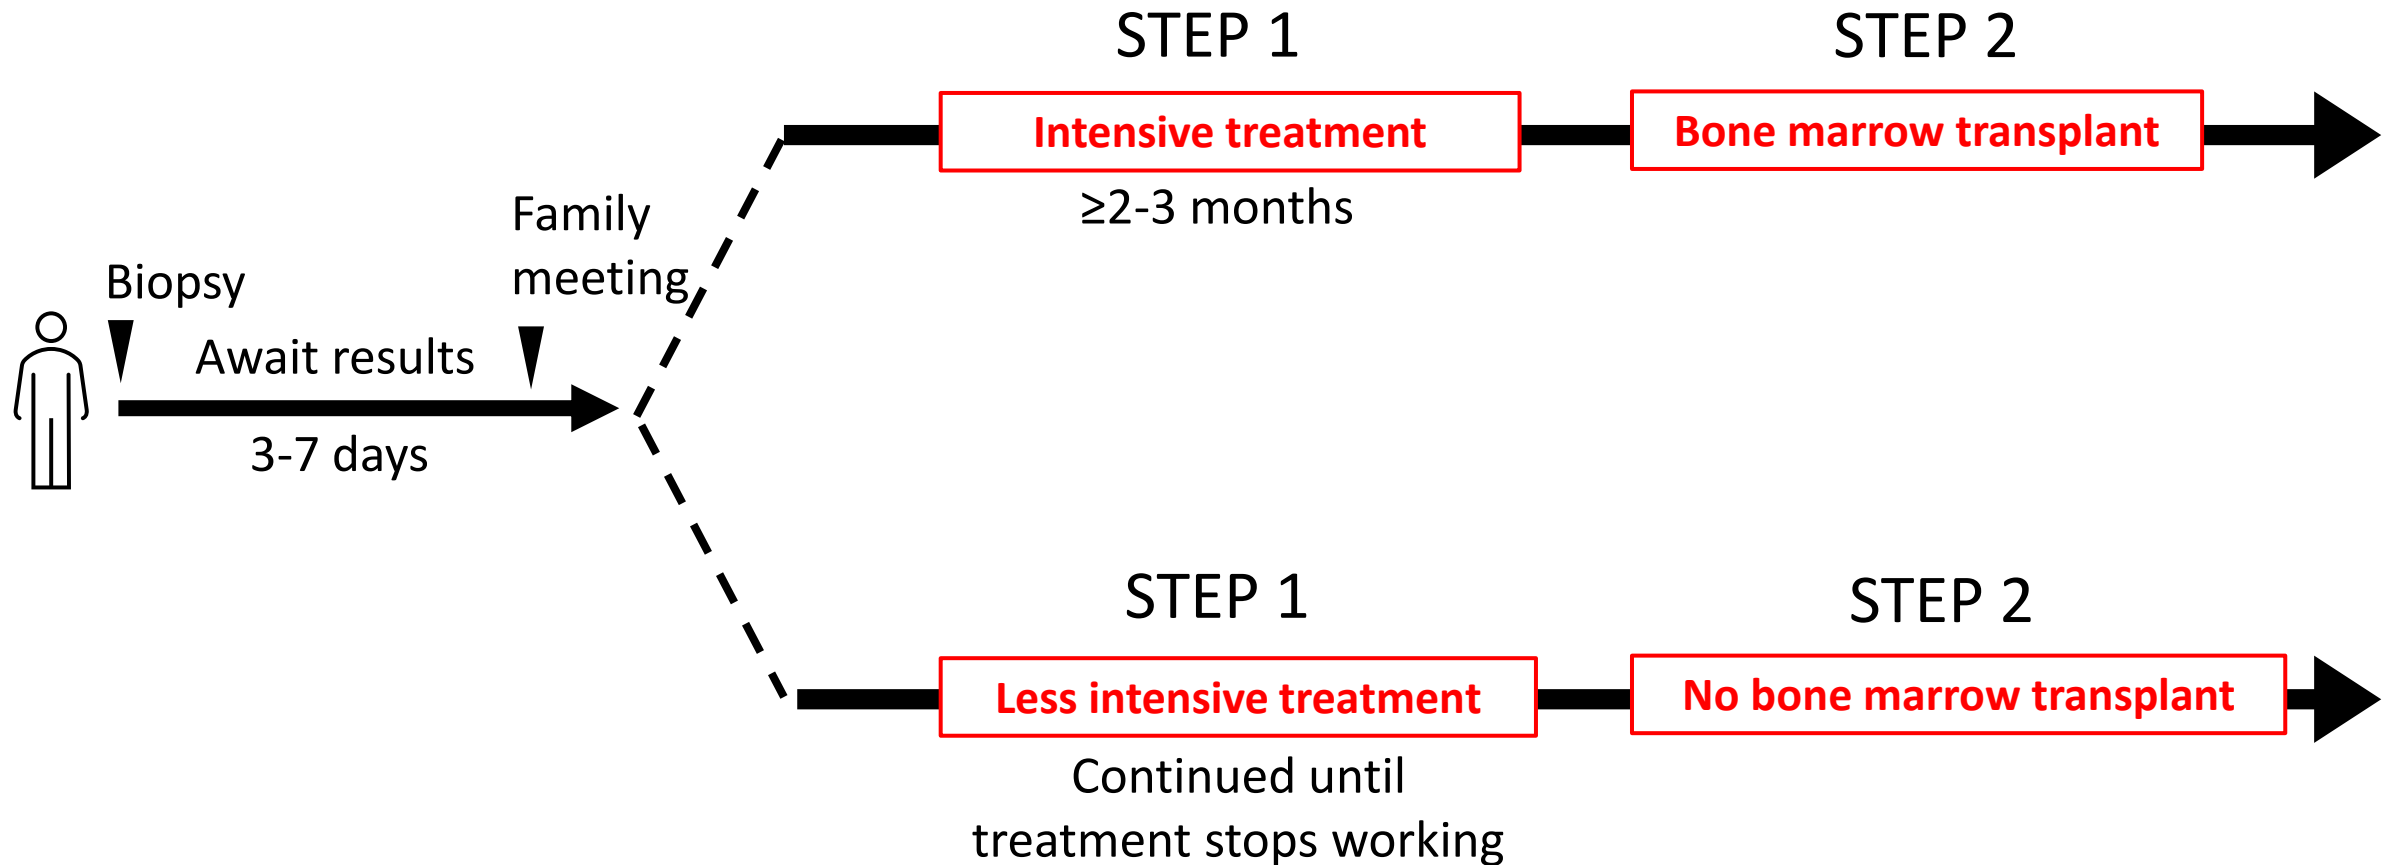 Biopsy
Await results
3-7 days
Family
meeting
STEP 1
Intensive treatment
≥2-3 months
STEP 2
Bone marrow transplant
STEP 1
Less intensive treatment
Continued until
treatment stops working
STEP 2
No bone marrow transplant